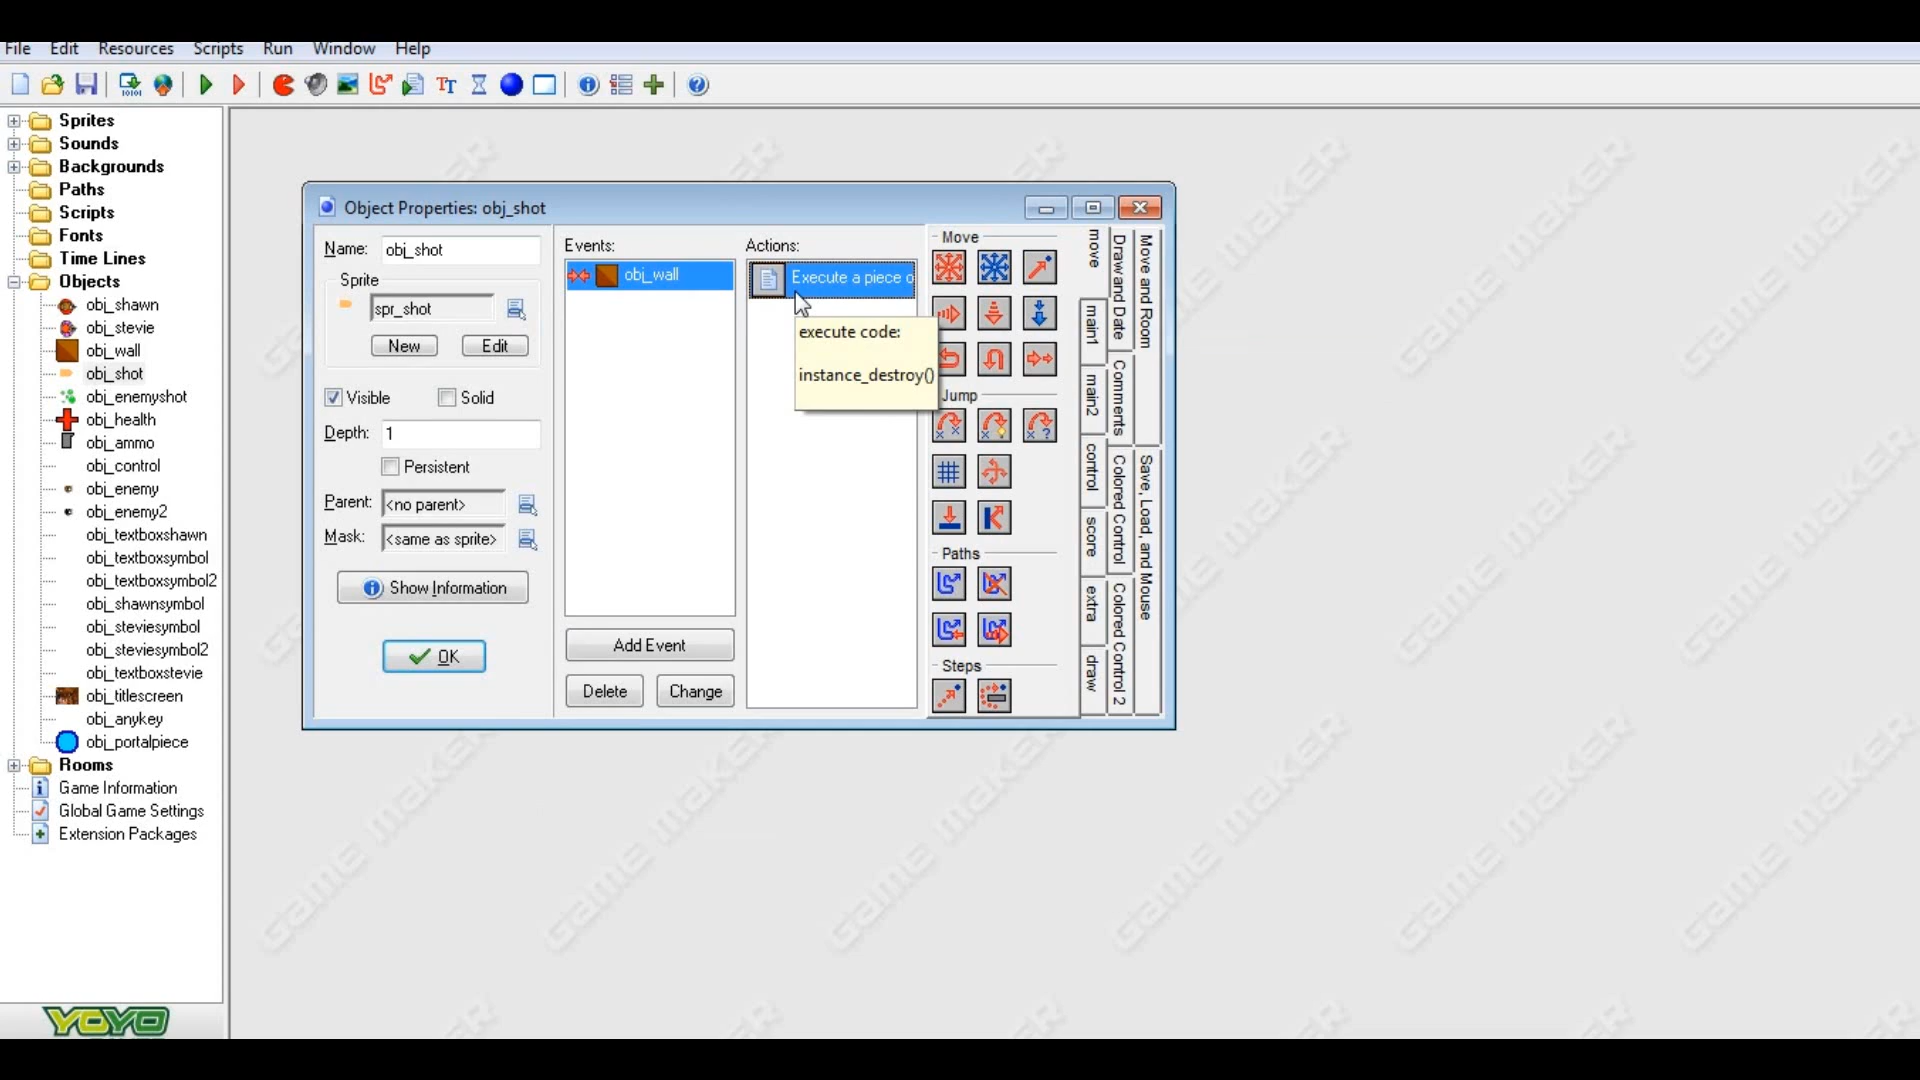 File Edit Resources Scripts Run Window Help
Sprites
Sounds
Backgrounds
Paths
Scripts
Fonts
Time Lines
Objects
obj_shawn
obj_stevie
obj_wall
obj_shot
obj_enemyshot
obj_health
obj_ammo
obj_control
obj_enemy
obj_enemy2
obj_textboxshawn
obj_textboxsymbol
obj_textboxsymbol2
obj_shawnsymbol
obj_steviesymbol
obj_steviesymbol2
obj_textboxstevie
obj_titlescreen
obj_anykey
obj_portalpiece
Rooms
Game Information
Global Game Settings
Extension Packages
YOYO
Object Properties: obj_shot
Name: obj_shot
Sprite
spr_shot
New Edit
Visible Solid
Depth: 1
Persistent
Parent: <no parent>
Mask: <same as sprite>
Show Information
OK
Events:
obj_wall
Add Event
Delete Change
Actions:
Execute a piece o
execute code:
instance_destroy()
Move
Jump
Paths
Steps
move
main1
main2
control
score
extra
draw
Draw and Date
Comments
Colored Control
Colored Control 2
Move and Room
Save, Load, and Mouse
GAME MAKER